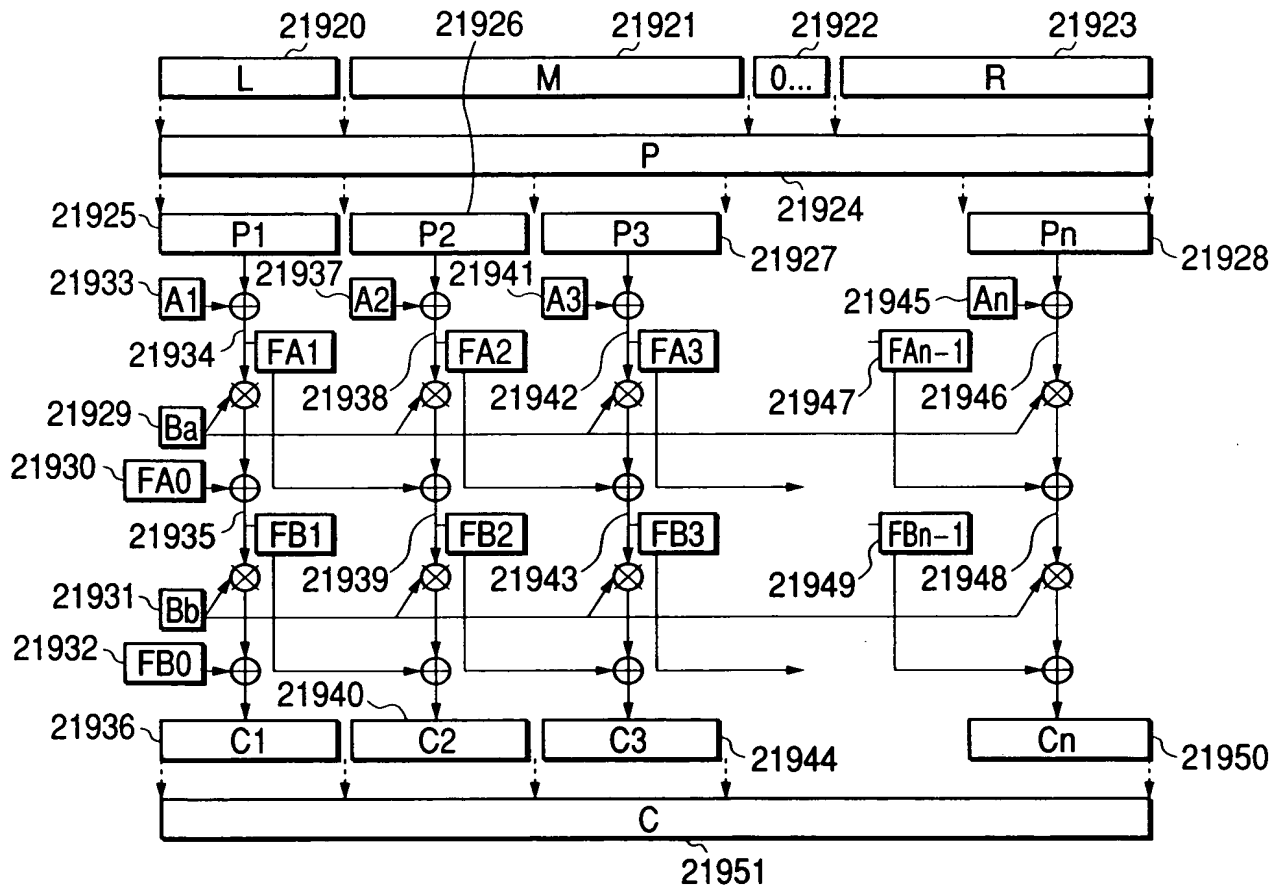 21920 21926 21921 21922 21923
L M 0... R
P
21924
21925 P1 P2 P3 21927 Pn 21928
21933 A1 21937 A2 21941 A3 21945 An
21934 FA1 21938 FA2 21942 FA3 21947 FAn-1 21946
21929 Ba
21930 FA0
21935 FB1 21939 FB2 21943 FB3 21949 FBn-1 21948
21931 Bb
21932 FB0
21936 C1 21940 C2 C3 21944 Cn 21950
C
21951